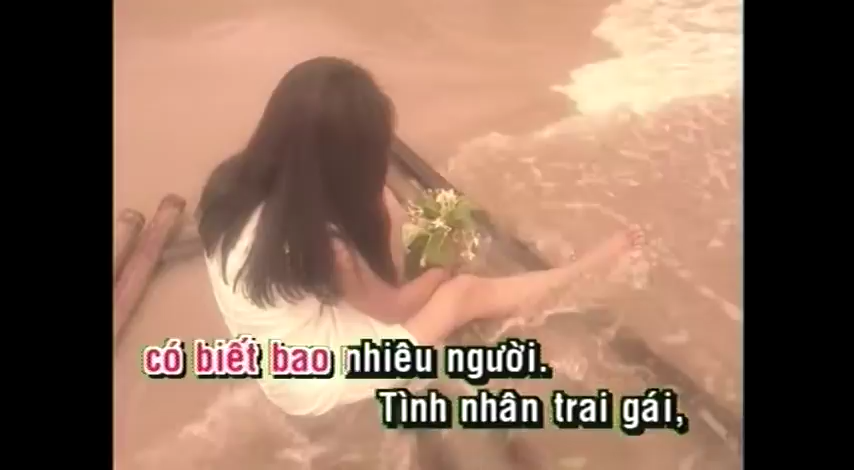 có biết bao nhiêu người.
Tình nhân trai gái,